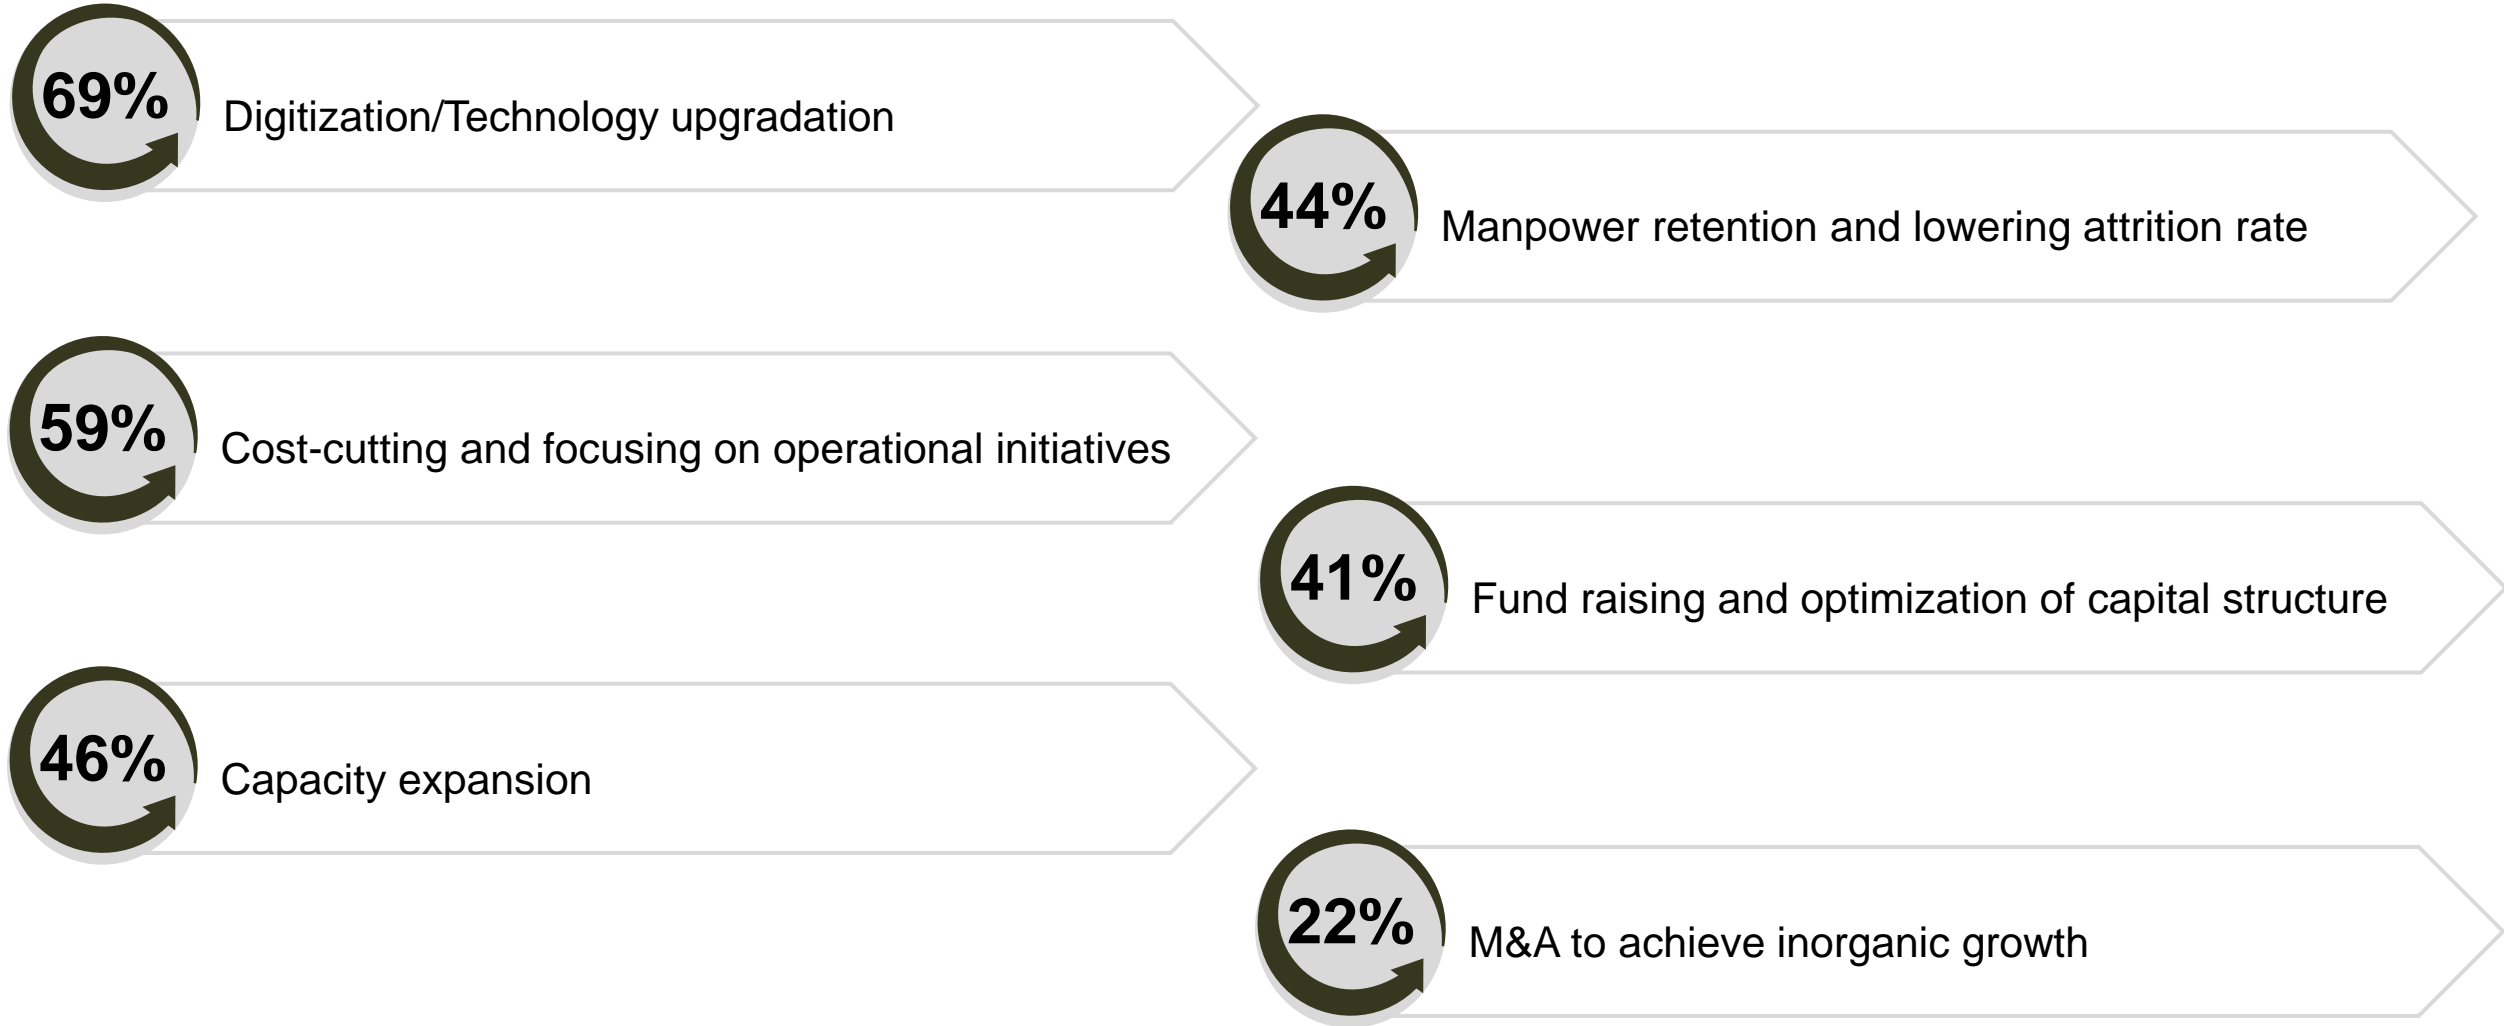 69%
Digitization/Technology upgradation
44%
Manpower retention and lowering attrition rate
59%
Cost-cutting and focusing on operational initiatives
41%
Fund raising and optimization of capital structure
46%
Capacity expansion
22%
M&A to achieve inorganic growth